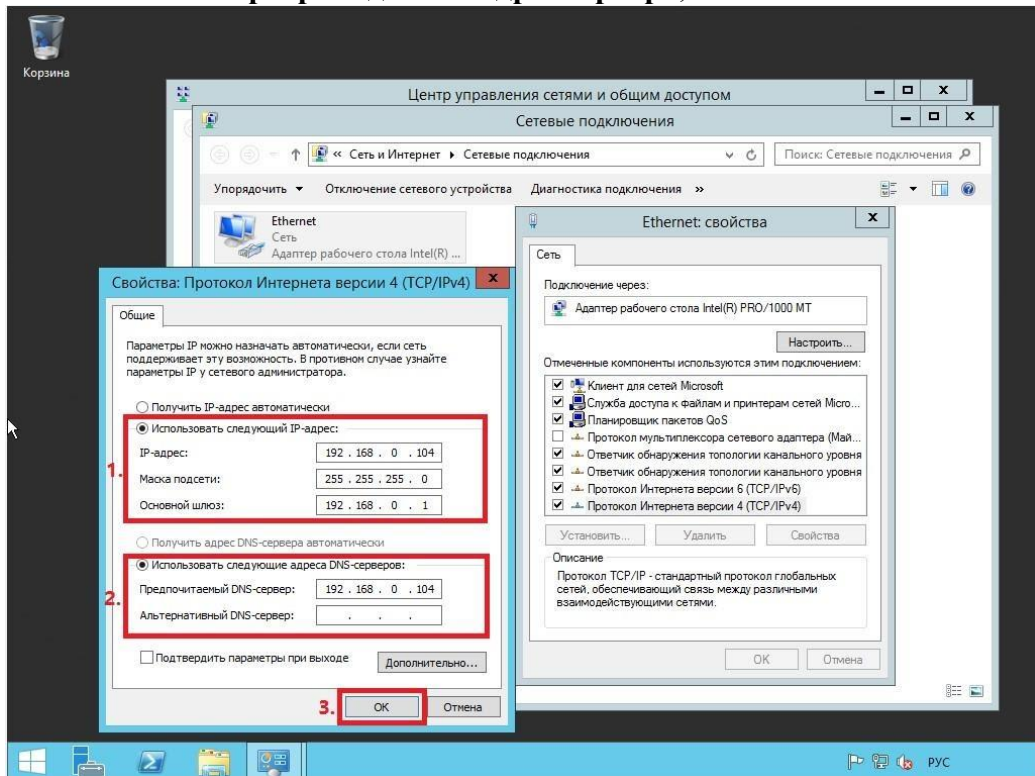 Корзина
Центр управления сетями и общим доступом
Сетевые подключения
« Сеть и Интернет ▸ Сетевые подключения
Поиск: Сетевые подключения
Упорядочить ▾ Отключение сетевого устройства Диагностика подключения »
Ethernet
Сеть
Адаптер рабочего стола Intel(R) ...
Ethernet: свойства
Сеть
Подключение через:
Адаптер рабочего стола Intel(R) PRO/1000 MT
Настроить...
Отмеченные компоненты используются этим подключением:
Клиент для сетей Microsoft
Служба доступа к файлам и принтерам сетей Micro...
Планировщик пакетов QoS
Протокол мультиплексора сетевого адаптера (Май...
Ответчик обнаружения топологии канального уровня
Ответчик обнаружения топологии канального уровня
Протокол Интернета версии 6 (TCP/IPv6)
Протокол Интернета версии 4 (TCP/IPv4)
Установить... Удалить Свойства
Описание
Протокол TCP/IP - стандартный протокол глобальных
сетей, обеспечивающий связь между различными
взаимодействующими сетями.
OK Отмена
Свойства: Протокол Интернета версии 4 (TCP/IPv4)
Общие
Параметры IP можно назначать автоматически, если сеть
поддерживает эту возможность. В противном случае узнайте
параметры IP у сетевого администратора.
Получить IP-адрес автоматически
Использовать следующий IP-адрес:
1.
IP-адрес: 192 . 168 . 0 . 104
Маска подсети: 255 . 255 . 255 . 0
Основной шлюз: 192 . 168 . 0 . 1
Получить адрес DNS-сервера автоматически
Использовать следующие адреса DNS-серверов:
2.
Предпочитаемый DNS-сервер: 192 . 168 . 0 . 104
Альтернативный DNS-сервер: . . .
Подтвердить параметры при выходе Дополнительно...
3. OK Отмена
РУС